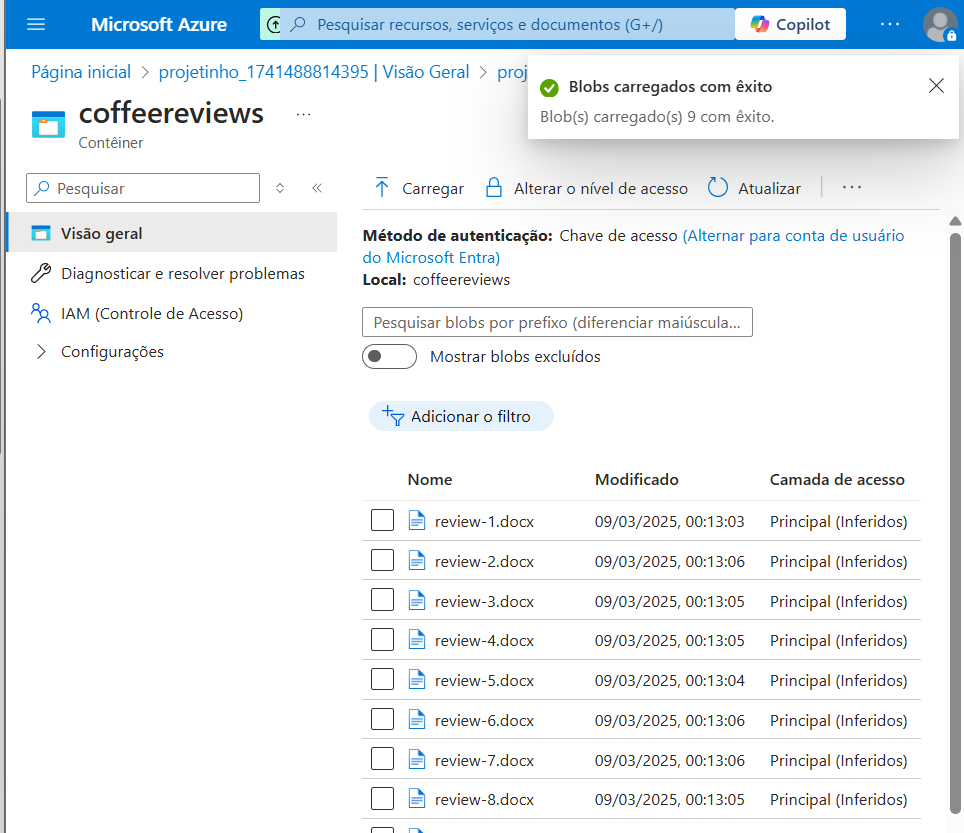 Microsoft Azure
Pesquisar recursos, serviços e documentos (G+/)
Copilot
...
Página inicial > projetinho_1741488814395 | Visão Geral > proj
Blobs carregados com êxito
Blob(s) carregado(s) 9 com êxito.
coffeereviews ...
Contêiner
Pesquisar
Visão geral
Diagnosticar e resolver problemas
IAM (Controle de Acesso)
Configurações
Carregar Alterar o nível de acesso Atualizar ...
Método de autenticação: Chave de acesso (Alternar para conta de usuário
do Microsoft Entra)
Local: coffeereviews
Pesquisar blobs por prefixo (diferenciar maiúscula...
Mostrar blobs excluídos
Adicionar o filtro
Nome Modificado Camada de acesso
review-1.docx 09/03/2025, 00:13:03 Principal (Inferidos)
review-2.docx 09/03/2025, 00:13:06 Principal (Inferidos)
review-3.docx 09/03/2025, 00:13:05 Principal (Inferidos)
review-4.docx 09/03/2025, 00:13:05 Principal (Inferidos)
review-5.docx 09/03/2025, 00:13:04 Principal (Inferidos)
review-6.docx 09/03/2025, 00:13:06 Principal (Inferidos)
review-7.docx 09/03/2025, 00:13:06 Principal (Inferidos)
review-8.docx 09/03/2025, 00:13:05 Principal (Inferidos)